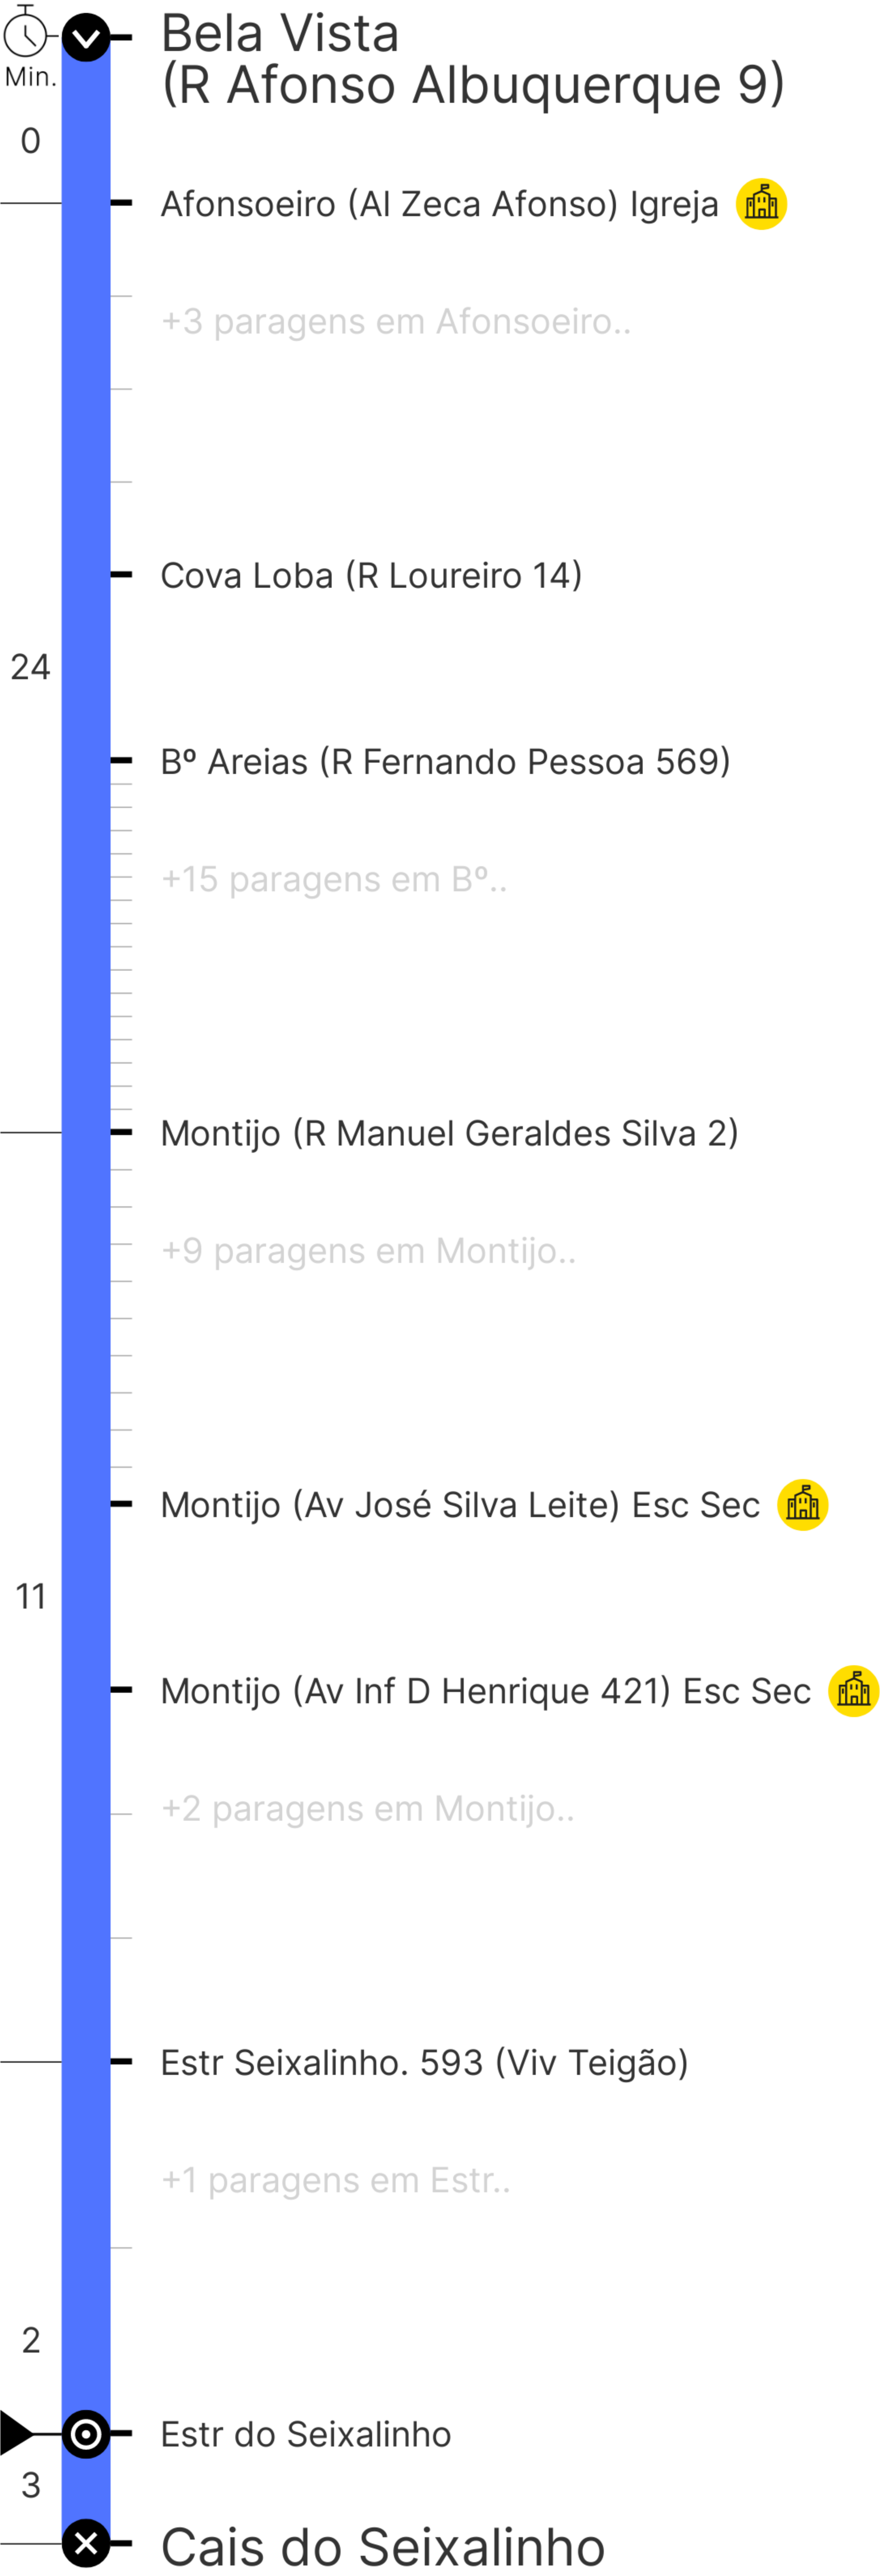 Bela Vista
(R Afonso Albuquerque 9)
Min.
0
Afonsoeiro (Al Zeca Afonso) Igreja
+3 paragens em Afonsoeiro..
Cova Loba (R Loureiro 14)
24
Bº Areias (R Fernando Pessoa 569)
+15 paragens em Bº..
Montijo (R Manuel Geraldes Silva 2)
+9 paragens em Montijo..
Montijo (Av José Silva Leite) Esc Sec
11
Montijo (Av Inf D Henrique 421) Esc Sec
+2 paragens em Montijo..
Estr Seixalinho. 593 (Viv Teigão)
+1 paragens em Estr..
2
Estr do Seixalinho
3
Cais do Seixalinho